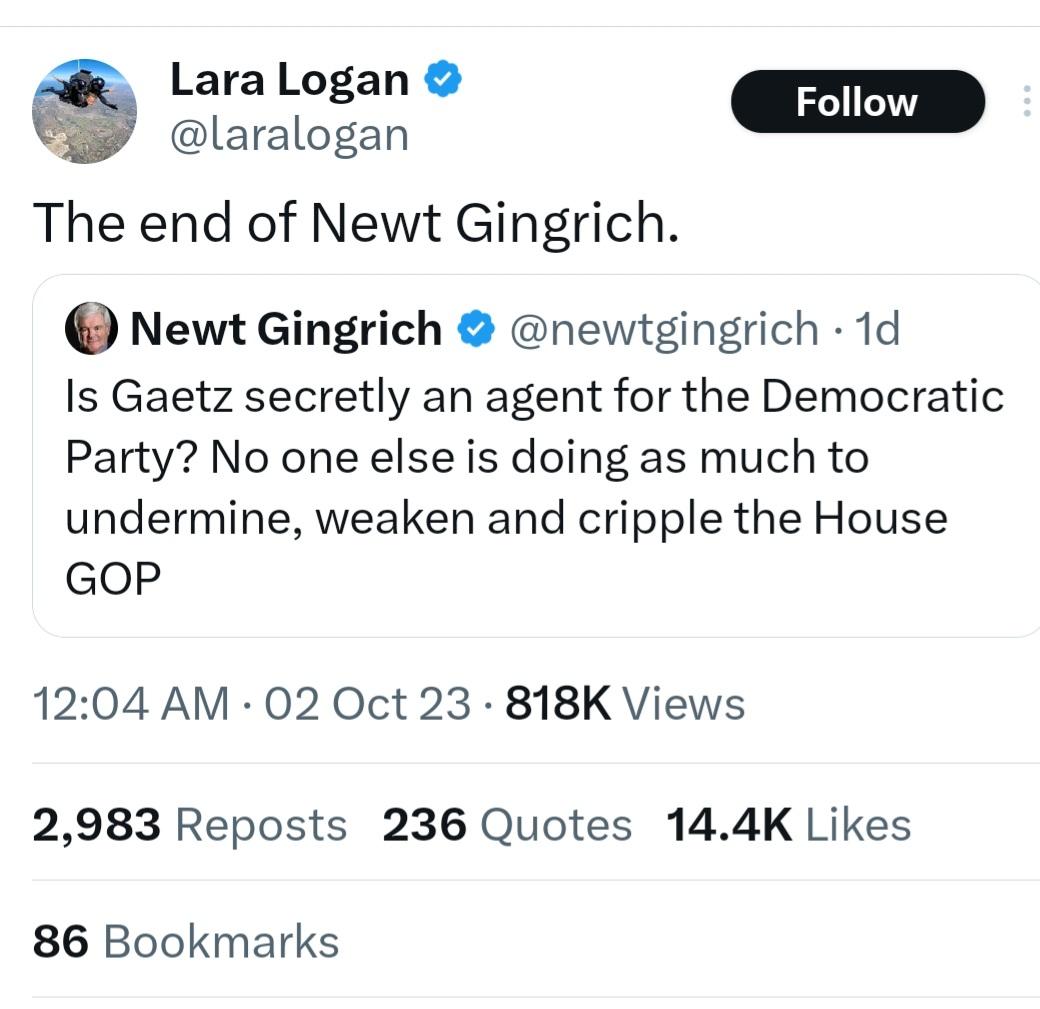 Lara Logan
@laralogan
Follow
The end of Newt Gingrich.
Newt Gingrich @newtgingrich · 1d
Is Gaetz secretly an agent for the Democratic
Party? No one else is doing as much to
undermine, weaken and cripple the House
GOP
12:04 AM · 02 Oct 23 · 818K Views
2,983 Reposts 236 Quotes 14.4K Likes
86 Bookmarks